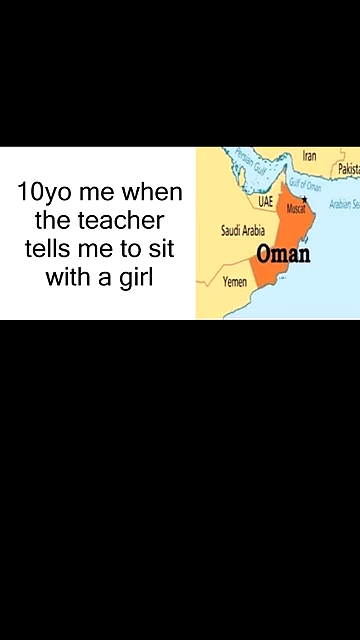 10yo me when
the teacher
tells me to sit
with a girl
Iran
Persian Gulf
Pakista
Gulf of Oman
UAE
Muscat
Arabian Se
Saudi Arabia
Oman
Yemen